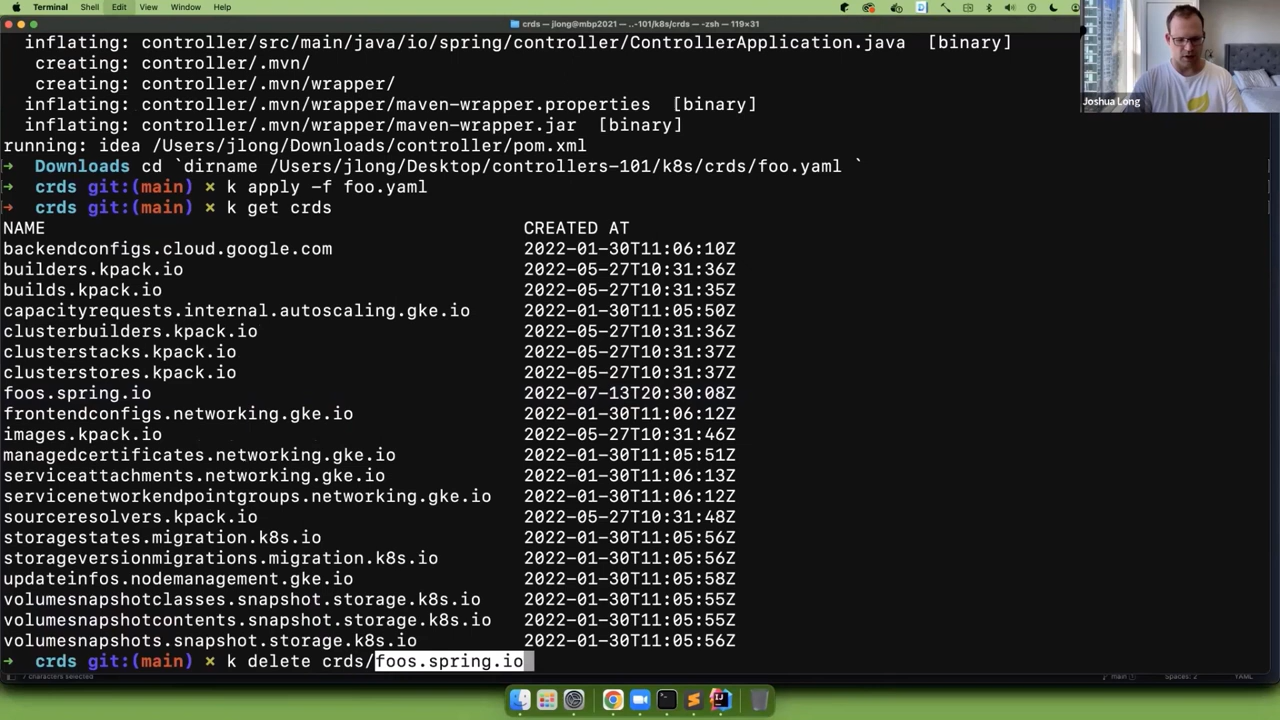 Terminal Shell Edit View Window Help
crds — jlong@mbp2021 — ..-101/k8s/crds — -zsh — 119×31
inflating: controller/src/main/java/io/spring/controller/ControllerApplication.java [binary]
creating: controller/.mvn/
creating: controller/.mvn/wrapper/
inflating: controller/.mvn/wrapper/maven-wrapper.properties [binary]
inflating: controller/.mvn/wrapper/maven-wrapper.jar [binary]
running: idea /Users/jlong/Downloads/controller/pom.xml
→ Downloads cd `dirname /Users/jlong/Desktop/controllers-101/k8s/crds/foo.yaml `
→ crds git:(main) × k apply -f foo.yaml
→ crds git:(main) × k get crds
NAME CREATED AT
backendconfigs.cloud.google.com 2022-01-30T11:06:10Z
builders.kpack.io 2022-05-27T10:31:36Z
builds.kpack.io 2022-05-27T10:31:35Z
capacityrequests.internal.autoscaling.gke.io 2022-01-30T11:05:50Z
clusterbuilders.kpack.io 2022-05-27T10:31:36Z
clusterstacks.kpack.io 2022-05-27T10:31:37Z
clusterstores.kpack.io 2022-05-27T10:31:37Z
foos.spring.io 2022-07-13T20:30:08Z
frontendconfigs.networking.gke.io 2022-01-30T11:06:12Z
images.kpack.io 2022-05-27T10:31:46Z
managedcertificates.networking.gke.io 2022-01-30T11:05:51Z
serviceattachments.networking.gke.io 2022-01-30T11:06:13Z
servicenetworkendpointgroups.networking.gke.io 2022-01-30T11:06:12Z
sourceresolvers.kpack.io 2022-05-27T10:31:48Z
storagestates.migration.k8s.io 2022-01-30T11:05:56Z
storageversionmigrations.migration.k8s.io 2022-01-30T11:05:56Z
updateinfos.nodemanagement.gke.io 2022-01-30T11:05:58Z
volumesnapshotclasses.snapshot.storage.k8s.io 2022-01-30T11:05:55Z
volumesnapshotcontents.snapshot.storage.k8s.io 2022-01-30T11:05:55Z
volumesnapshots.snapshot.storage.k8s.io 2022-01-30T11:05:56Z
→ crds git:(main) × k delete crds/foos.spring.io
Joshua Long
7 characters selected
main
Spaces: 2
YAML